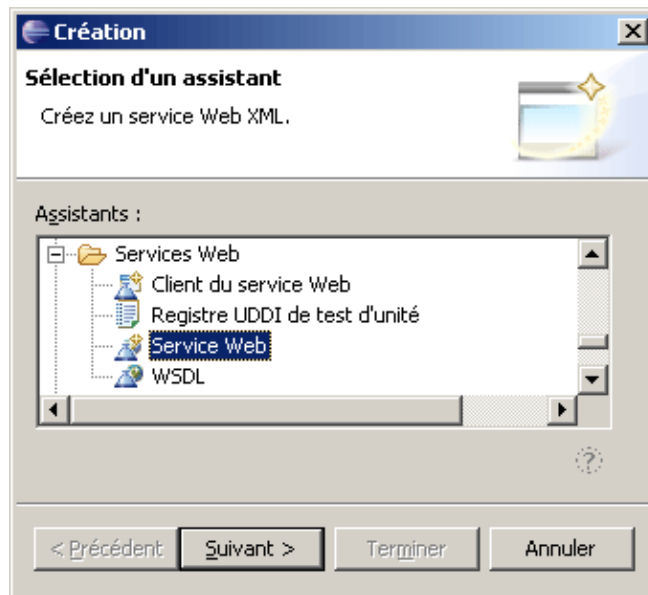 Création
Sélection d'un assistant
Créez un service Web XML.
Assistants :
Services Web
Client du service Web
Registre UDDI de test d'unité
Service Web
WSDL
?
< Précédent Suivant > Terminer Annuler